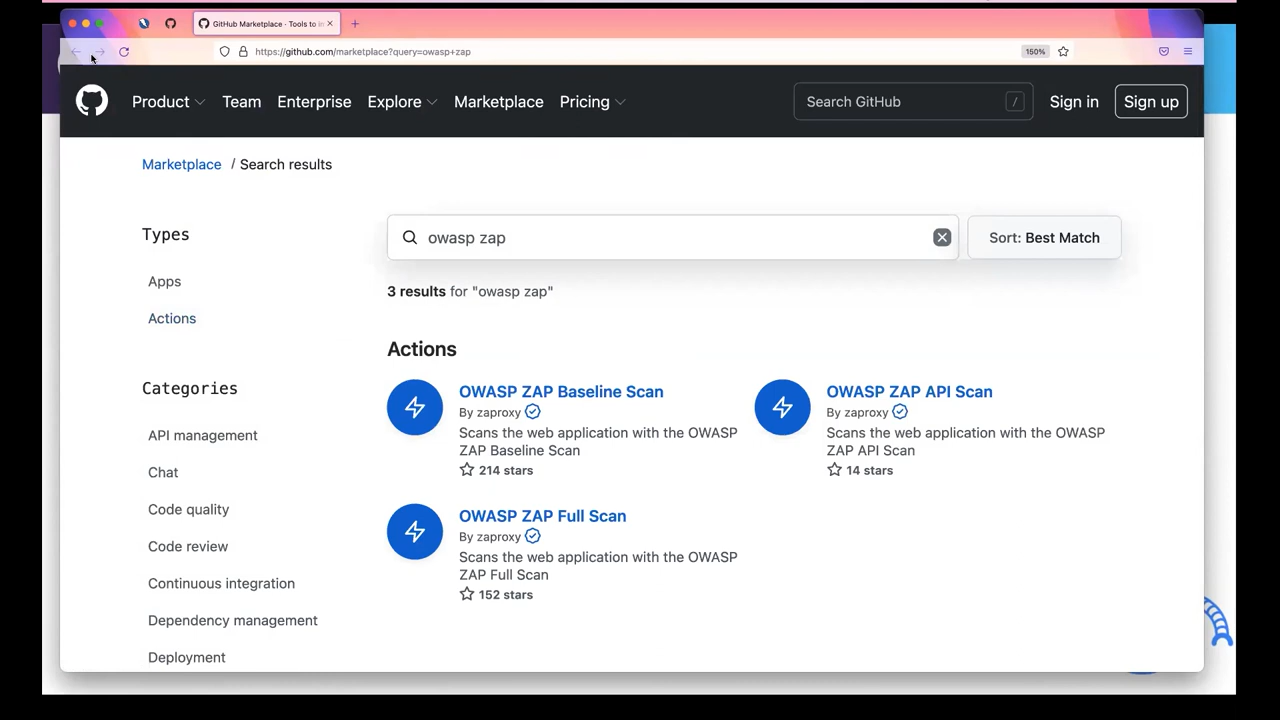 GitHub Marketplace · Tools to im
https://github.com/marketplace?query=owasp+zap
150%
Product
Team
Enterprise
Explore
Marketplace
Pricing
Search GitHub
/
Sign in
Sign up
Marketplace / Search results
Types
Apps
Actions
Categories
API management
Chat
Code quality
Code review
Continuous integration
Dependency management
Deployment
owasp zap
Sort: Best Match
3 results for "owasp zap"
Actions
OWASP ZAP Baseline Scan
By zaproxy
Scans the web application with the OWASP
ZAP Baseline Scan
214 stars
OWASP ZAP API Scan
By zaproxy
Scans the web application with the OWASP
ZAP API Scan
14 stars
OWASP ZAP Full Scan
By zaproxy
Scans the web application with the OWASP
ZAP Full Scan
152 stars